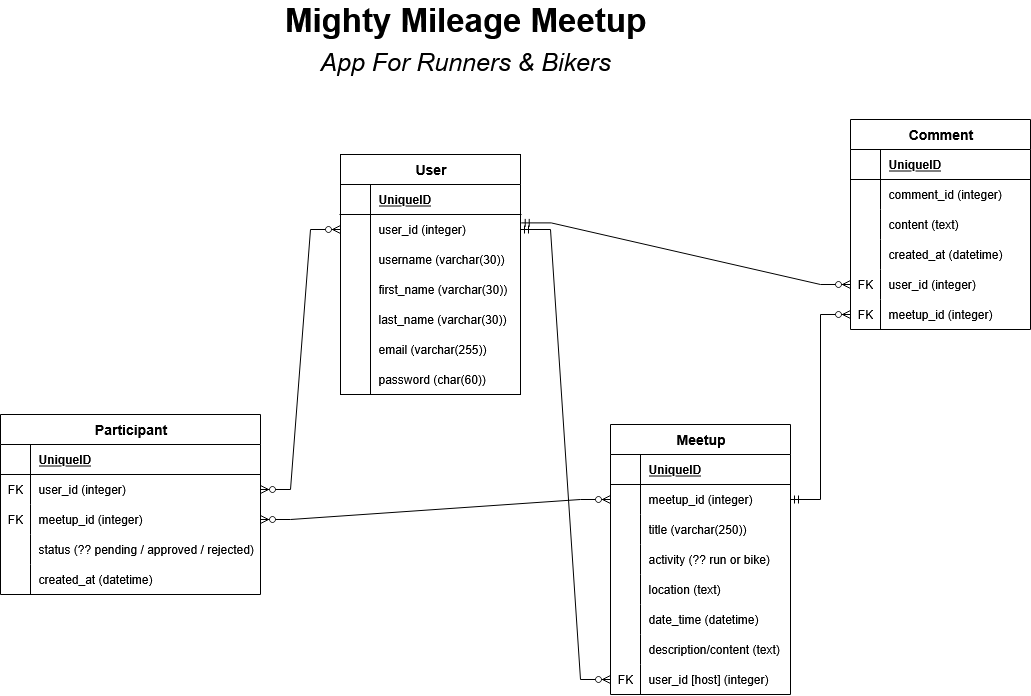 Mighty Mileage Meetup
App For Runners & Bikers
User
UniqueID
user_id (integer)
username (varchar(30))
first_name (varchar(30))
last_name (varchar(30))
email (varchar(255))
password (char(60))
Comment
UniqueID
comment_id (integer)
content (text)
created_at (datetime)
FK user_id (integer)
FK meetup_id (integer)
Participant
UniqueID
FK user_id (integer)
FK meetup_id (integer)
status (?? pending / approved / rejected)
created_at (datetime)
Meetup
UniqueID
meetup_id (integer)
title (varchar(250))
activity (?? run or bike)
location (text)
date_time (datetime)
description/content (text)
FK user_id [host] (integer)